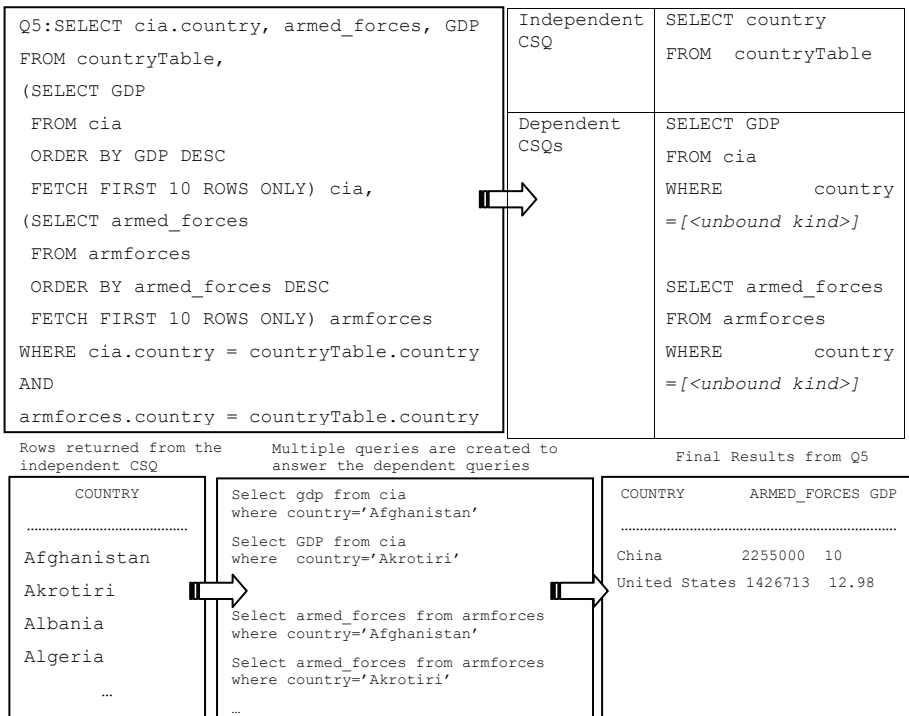 Q5:SELECT cia.country, armed_forces, GDP
FROM countryTable,
(SELECT GDP
FROM cia
ORDER BY GDP DESC
FETCH FIRST 10 ROWS ONLY) cia,
(SELECT armed_forces
FROM armforces
ORDER BY armed_forces DESC
FETCH FIRST 10 ROWS ONLY) armforces
WHERE cia.country = countryTable.country
AND
armforces.country = countryTable.country
Independent
CSQ
SELECT country
FROM countryTable
Dependent
CSQs
SELECT GDP
FROM cia
WHERE country
=[<unbound kind>]
SELECT armed_forces
FROM armforces
WHERE country
=[<unbound kind>]
Rows returned from the
independent CSQ
COUNTRY
........................................
Afghanistan
Akrotiri
Albania
Algeria
…
Multiple queries are created to
answer the dependent queries
Select gdp from cia
where country=’Afghanistan’
Select GDP from cia
where country=’Akrotiri’
Select armed_forces from armforces
where country=’Afghanistan’
Select armed_forces from armforces
where country=’Akrotiri’
…
Final Results from Q5
COUNTRY ARMED_FORCES GDP
........................................
China 2255000 10
United States 1426713 12.98